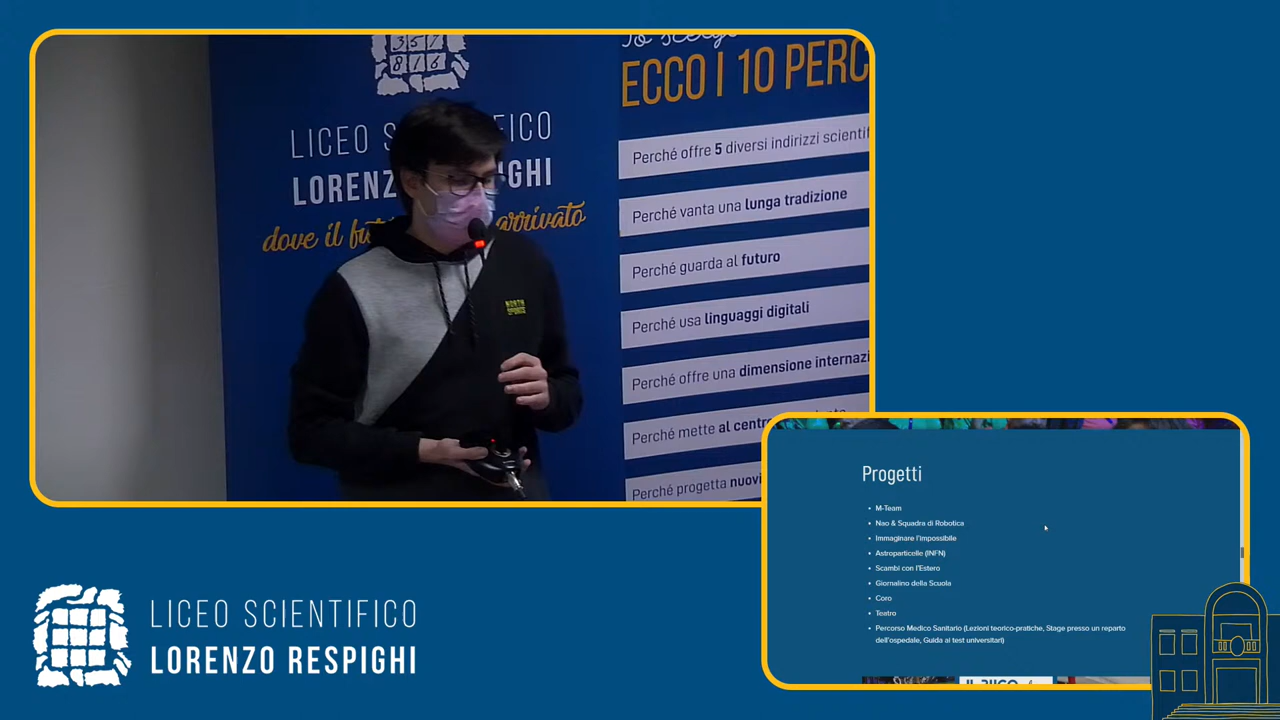 357
816
LICEO SCIENTIFICO
LORENZO RESPIGHI
dove il futuro arrivato
Io scelgo
ECCO I 10 PERC
Perché offre 5 diversi indirizzi scientif
Perché vanta una lunga tradizione
Perché guarda al futuro
Perché usa linguaggi digitali
Perché offre una dimensione internazi
Perché mette al centro
Perché progetta nuovi
Progetti
• M-Team
• Nao & Squadra di Robotica
• Immaginare l'impossibile
• Astroparticelle (INFN)
• Scambi con l'Estero
• Giornalino della Scuola
• Coro
• Teatro
• Percorso Medico Sanitario (Lezioni teorico-pratiche, Stage presso un reparto
dell'ospedale, Guida ai test universitari)
LICEO SCIENTIFICO
LORENZO RESPIGHI